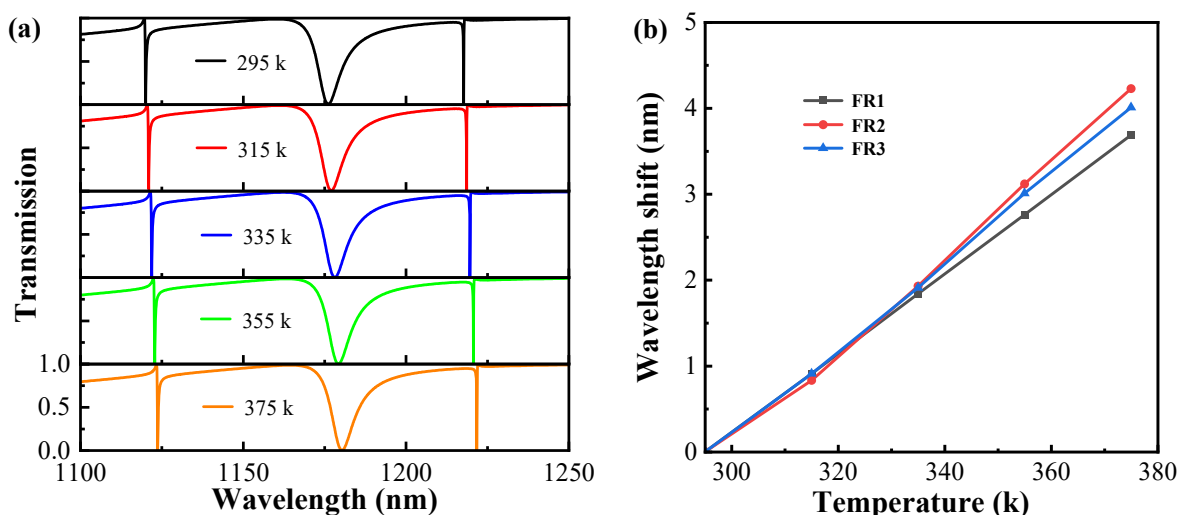 (a)
Transmission
295 k
315 k
335 k
355 k
375 k
1.0
0.5
0.0
1100
1150
1200
1250
Wavelength (nm)
(b)
Wavelength shift (nm)
5
4
3
2
1
0
FR1
FR2
FR3
300
320
340
360
380
Temperature (k)